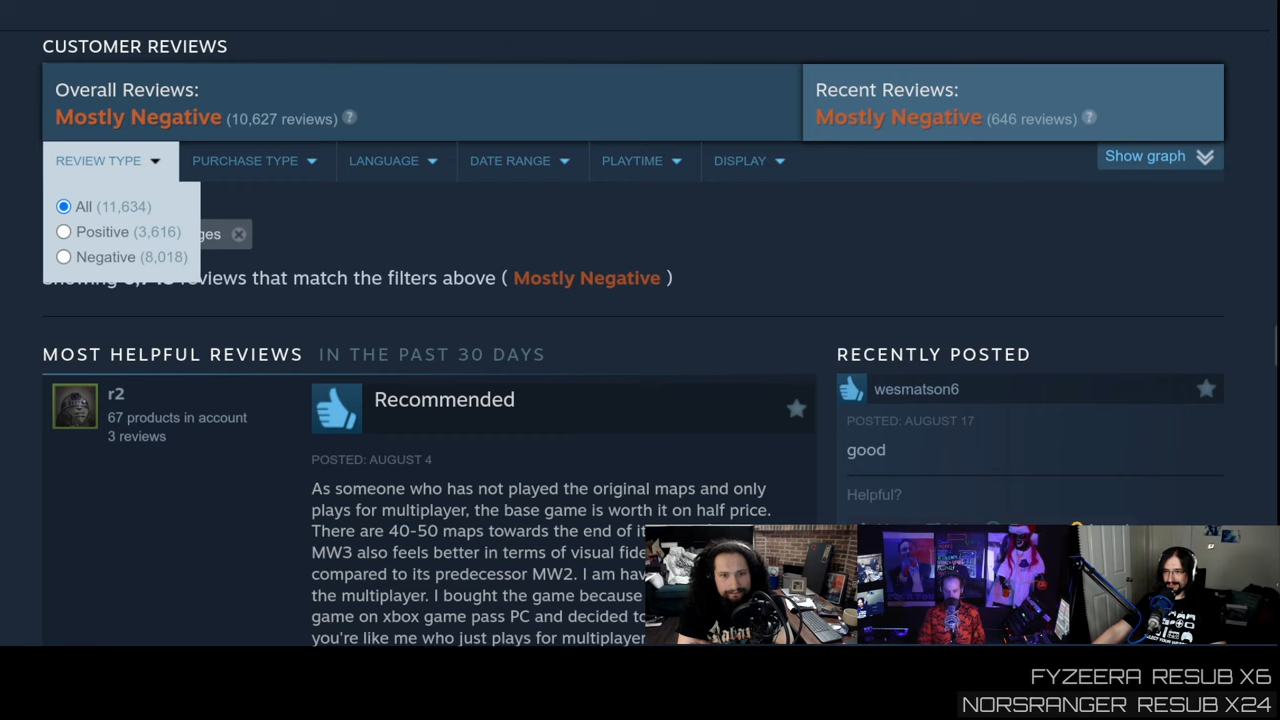 CUSTOMER REVIEWS
Overall Reviews:
Mostly Negative (10,627 reviews) ?
Recent Reviews:
Mostly Negative (646 reviews) ?
REVIEW TYPE PURCHASE TYPE LANGUAGE DATE RANGE PLAYTIME DISPLAY
Show graph
All (11,634)
Positive (3,616)
Negative (8,018)
reviews that match the filters above ( Mostly Negative )
MOST HELPFUL REVIEWS IN THE PAST 30 DAYS
r2
67 products in account
3 reviews
Recommended
POSTED: AUGUST 4
As someone who has not played the original maps and only
plays for multiplayer, the base game is worth it on half price.
There are 40-50 maps towards the end of
MW3 also feels better in terms of visual
compared to its predecessor MW2. I am
the multiplayer. I bought the game because
game on xbox game pass PC and decided
you're like me who just plays for multiplayer
RECENTLY POSTED
wesmatson6
POSTED: AUGUST 17
good
Helpful?
FYZEERA RESUB X6
NORSRANGER RESUB X24